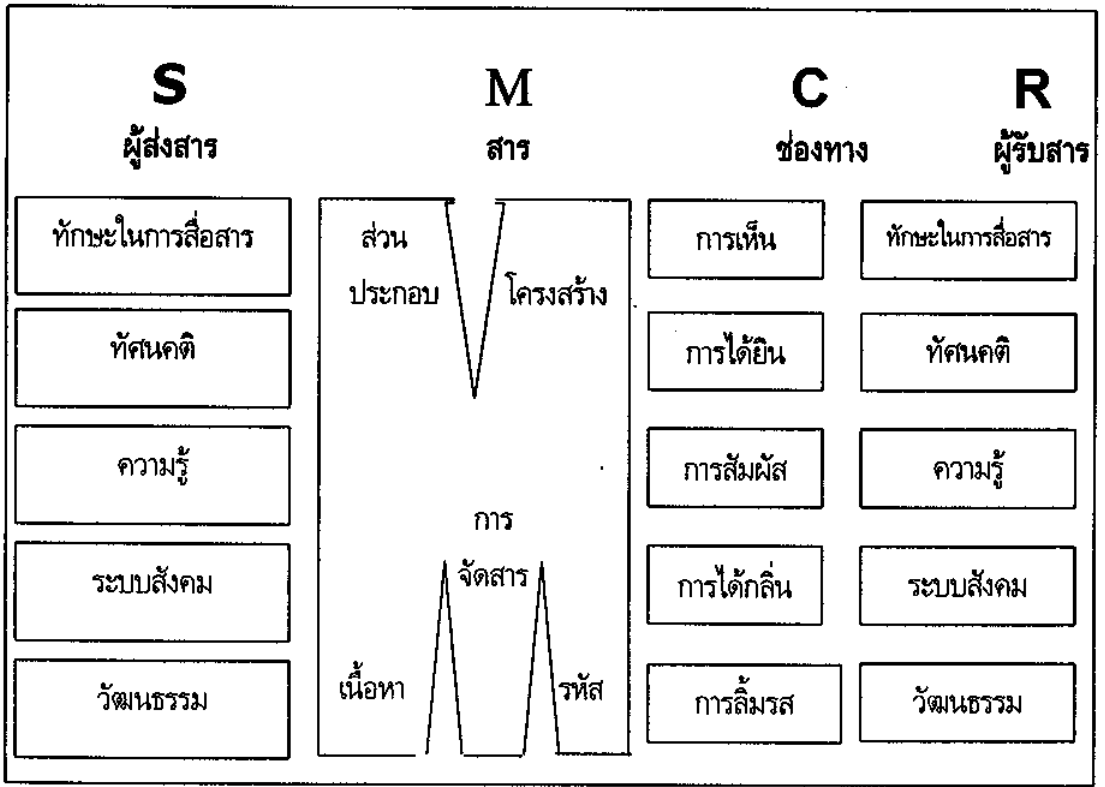 S
ผู้ส่งสาร
ทักษะในการสื่อสาร
ทัศนคติ
ความรู้
ระบบสังคม
วัฒนธรรม
M
สาร
ส่วน
ประกอบ
โครงสร้าง
การ
จัดสาร
เนื้อหา
รหัส
C
ช่องทาง
การเห็น
การได้ยิน
การสัมผัส
การได้กลิ่น
การลิ้มรส
R
ผู้รับสาร
ทักษะในการสื่อสาร
ทัศนคติ
ความรู้
ระบบสังคม
วัฒนธรรม